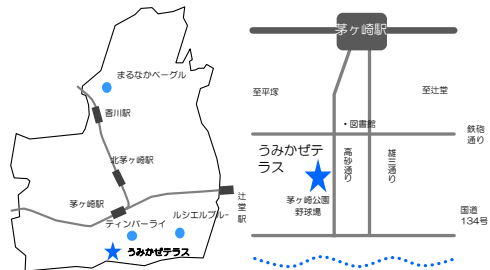 まるなかベーグル
香川駅
北茅ヶ崎駅
茅ヶ崎駅
辻堂駅
ティンバーライ
ルシエルブルｰ
うみかぜテラス
茅ヶ崎駅
至平塚
至辻堂
・図書館
鉄砲
通り
うみかぜテ
ラス
高砂通り
雄三通り
茅ヶ崎公園
野球場
国道
134号